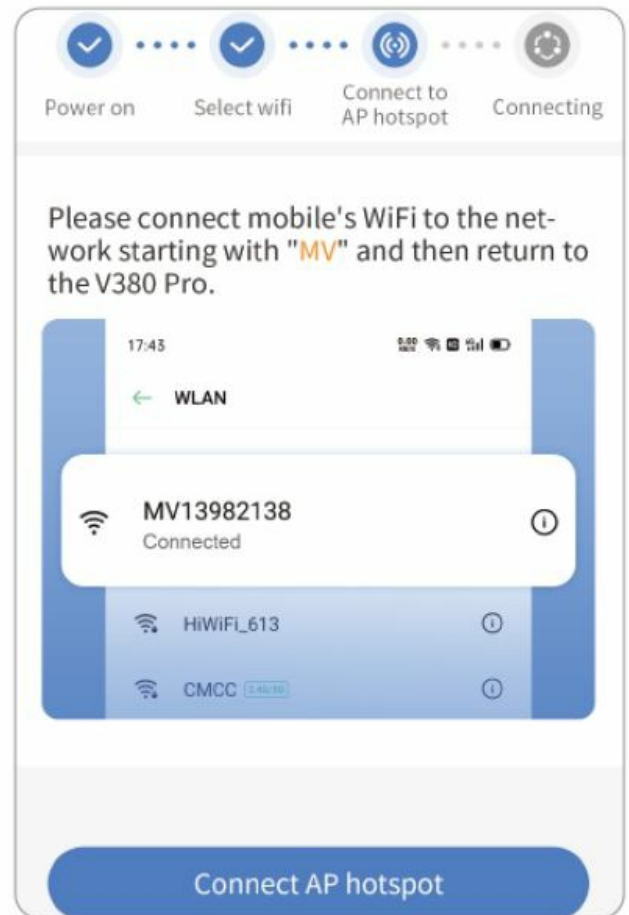 Power on
Select wifi
Connect to
AP hotspot
Connecting
Please connect mobile's WiFi to the net-
work starting with "MV" and then return to
the V380 Pro.
17:43
WLAN
MV13982138
Connected
HiWiFi_613
CMCC
Connect AP hotspot